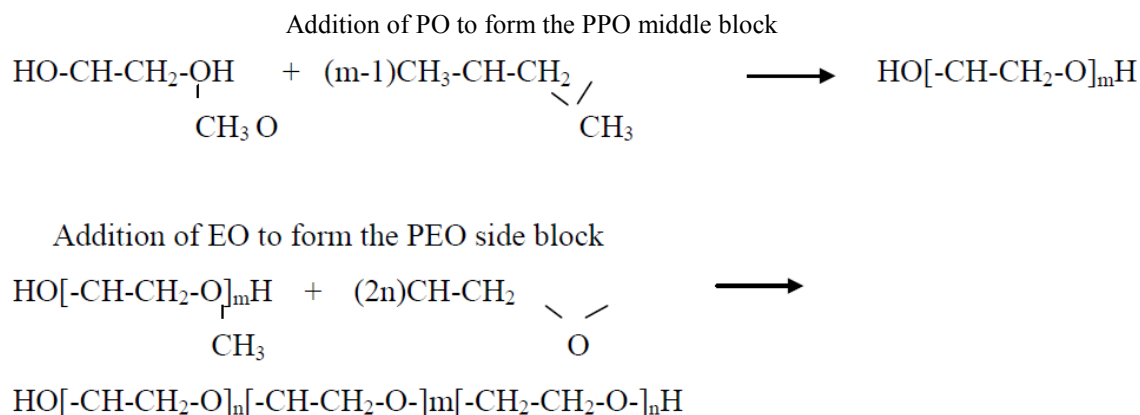 Addition of PO to form the PPO middle block
HO-CH-CH₂-OH + (m-1)CH₃-CH-CH₂ HO[-CH-CH₂-O]ₘH
CH₃ O CH₃
Addition of EO to form the PEO side block
HO[-CH-CH₂-O]ₘH + (2n)CH-CH₂
CH₃ O
HO[-CH-CH₂-O]ₙ[-CH-CH₂-O-]m[-CH₂-CH₂-O-]ₙH